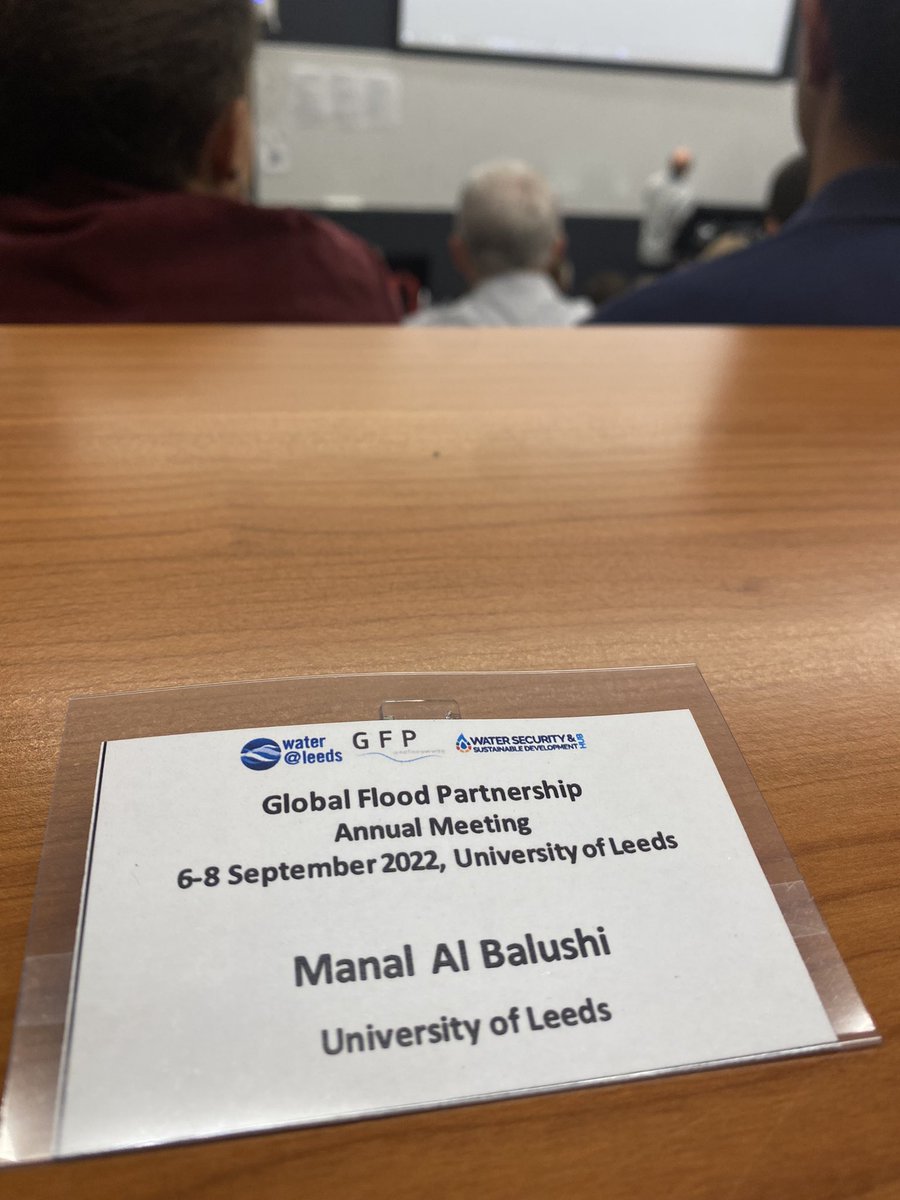 water
@leeds
GFP
WATER SECURITY &
SUSTAINABLE DEVELOPMENT
HUB
Global Flood Partnership
Annual Meeting
6-8 September 2022, University of Leeds
Manal Al Balushi
University of Leeds